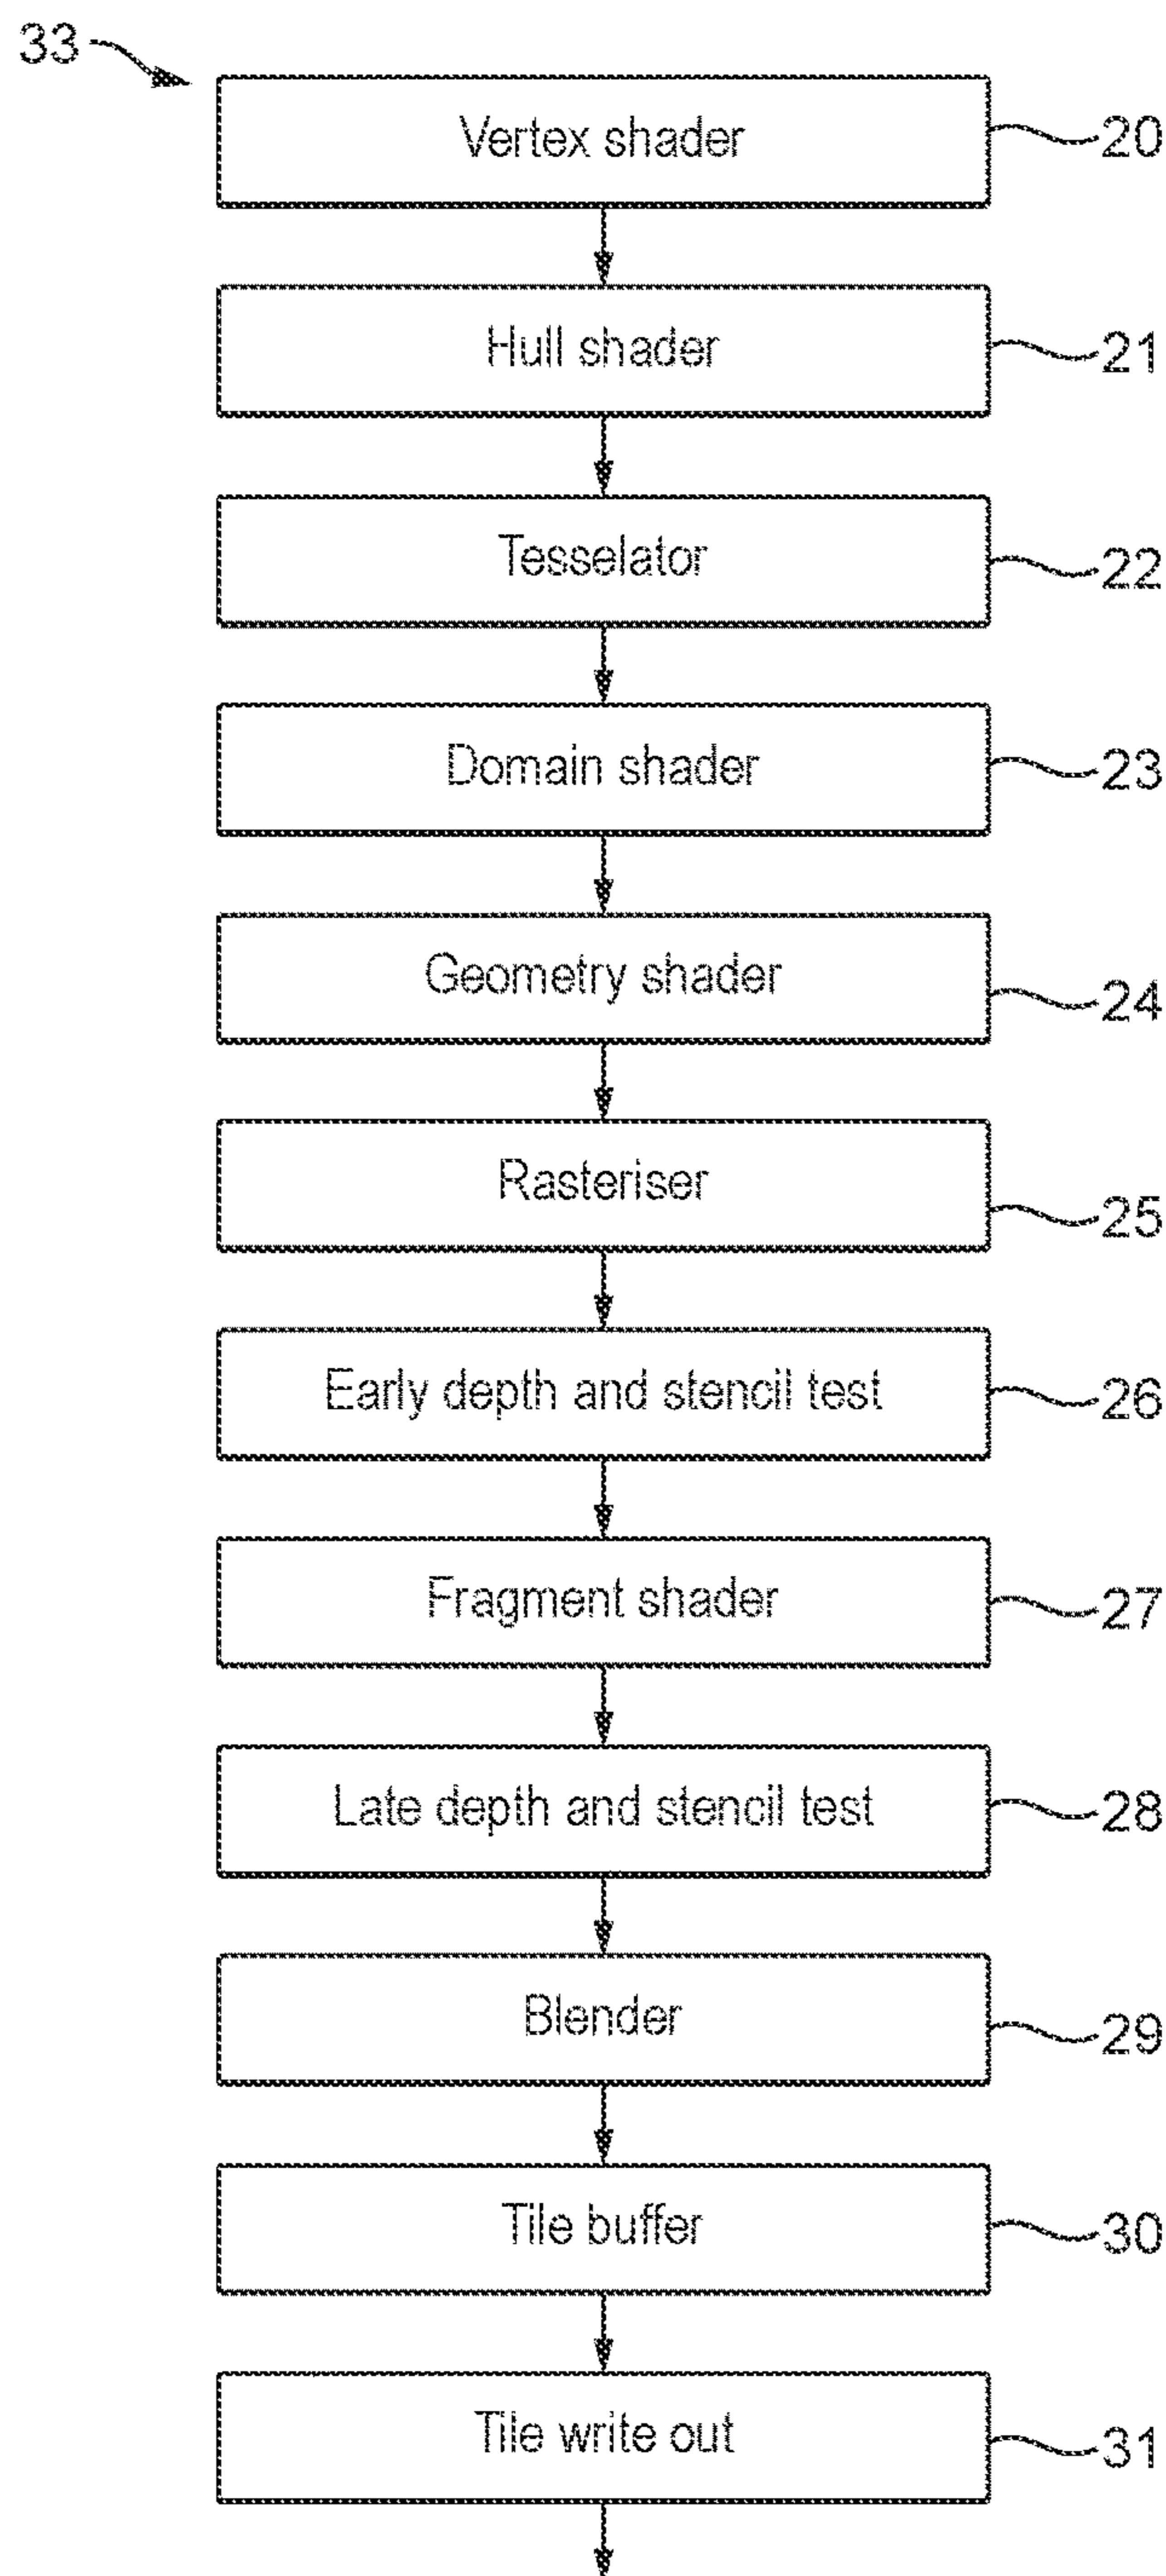 33
Vertex shader
20
Hull shader
21
Tesselator
22
Domain shader
23
Geometry shader
24
Rasteriser
25
Early depth and stencil test
26
Fragment shader
27
Late depth and stencil test
28
Blender
29
Tile buffer
30
Tile write out
31